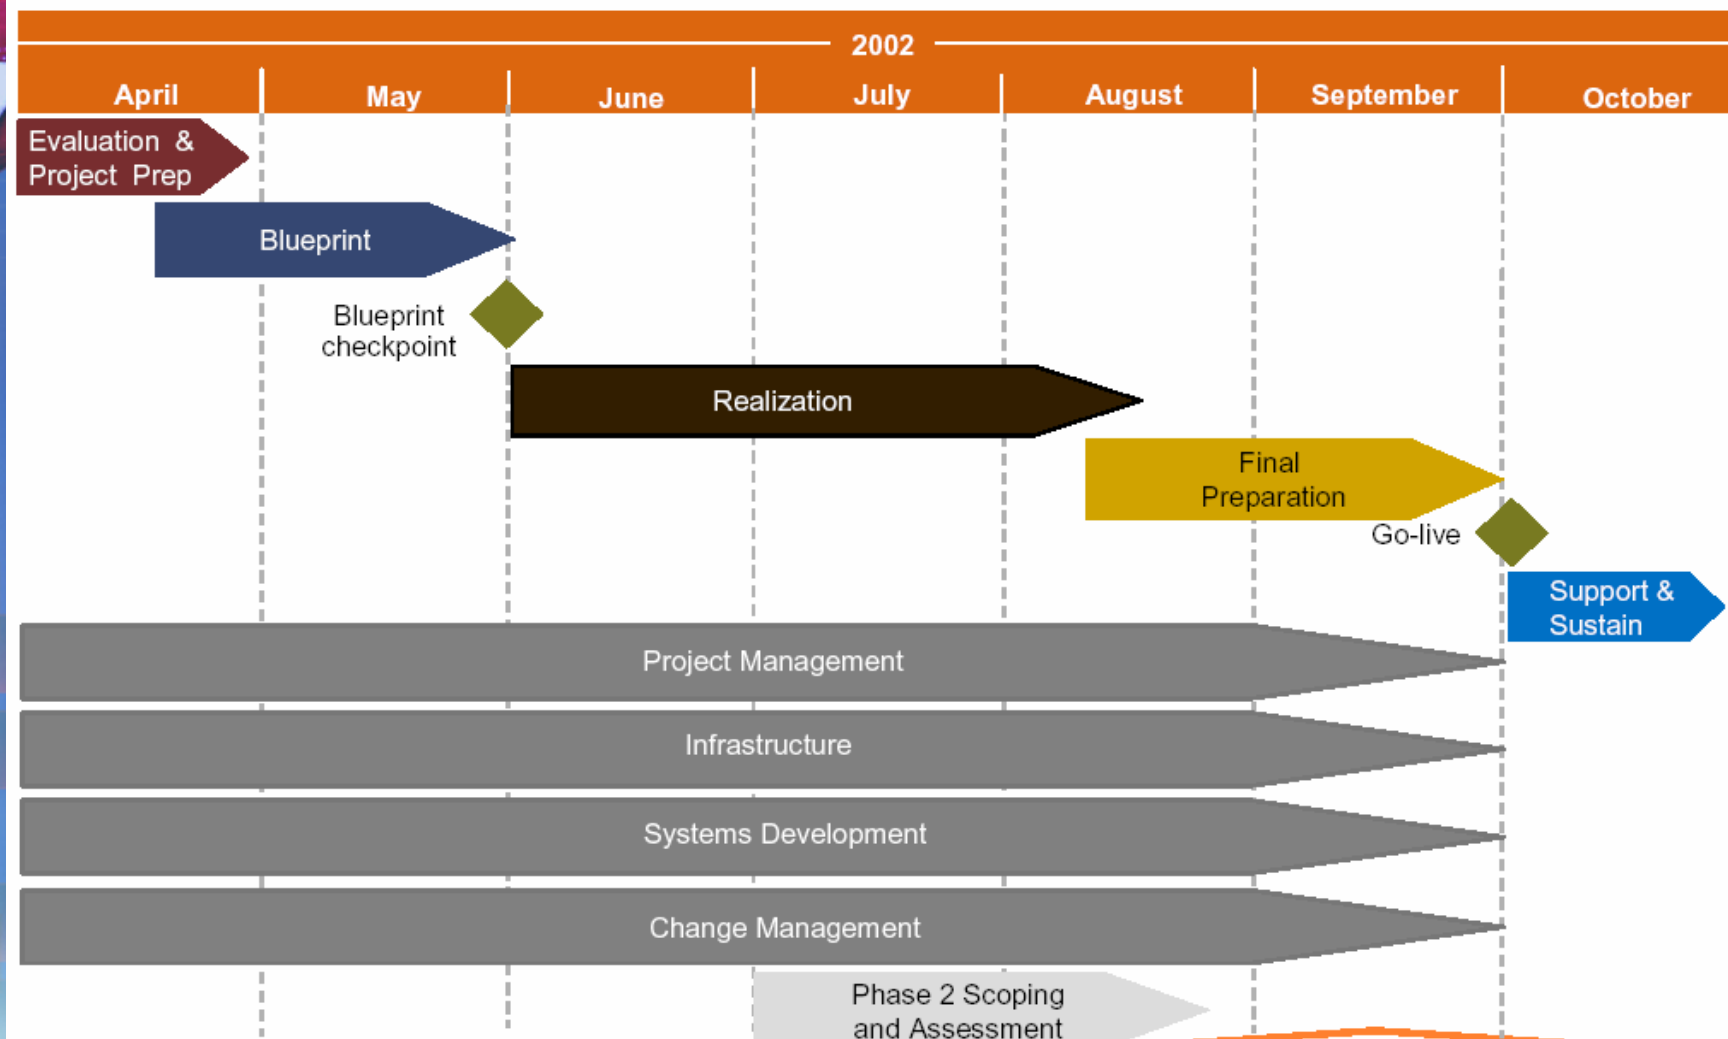 2002
April May June July August September October
Evaluation &
Project Prep
Blueprint
Blueprint
checkpoint
Realization
Final
Preparation
Go-live
Support &
Sustain
Project Management
Infrastructure
Systems Development
Change Management
Phase 2 Scoping
and Assessment